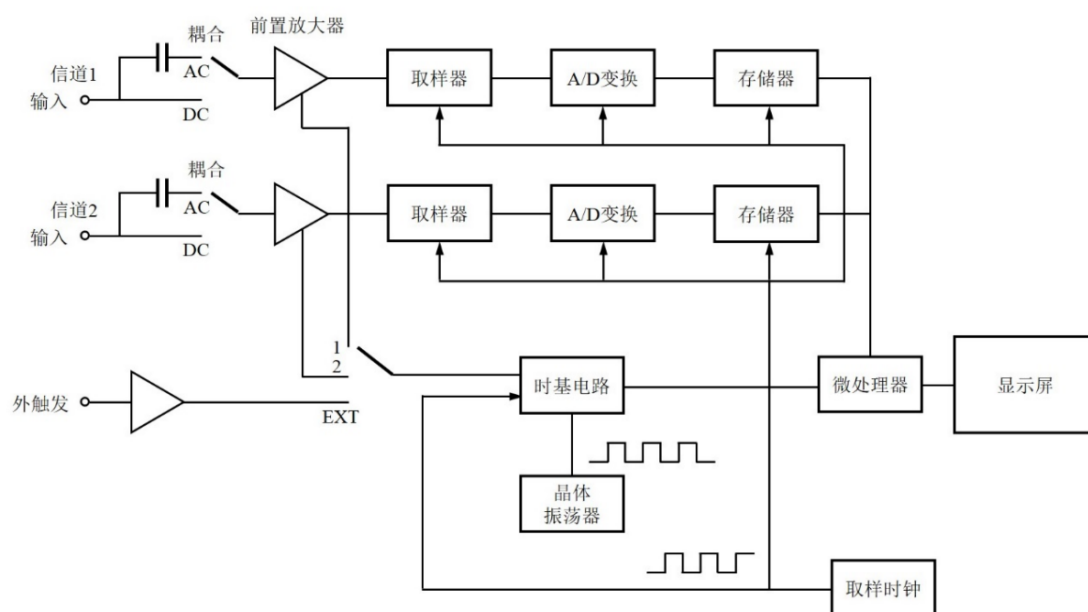 前置放大器
耦合
信道1
输入
AC
DC
取样器
A/D变换
存储器
耦合
信道2
输入
AC
DC
取样器
A/D变换
存储器
1
2
EXT
外触发
时基电路
微处理器
显示屏
晶体
振荡器
取样时钟